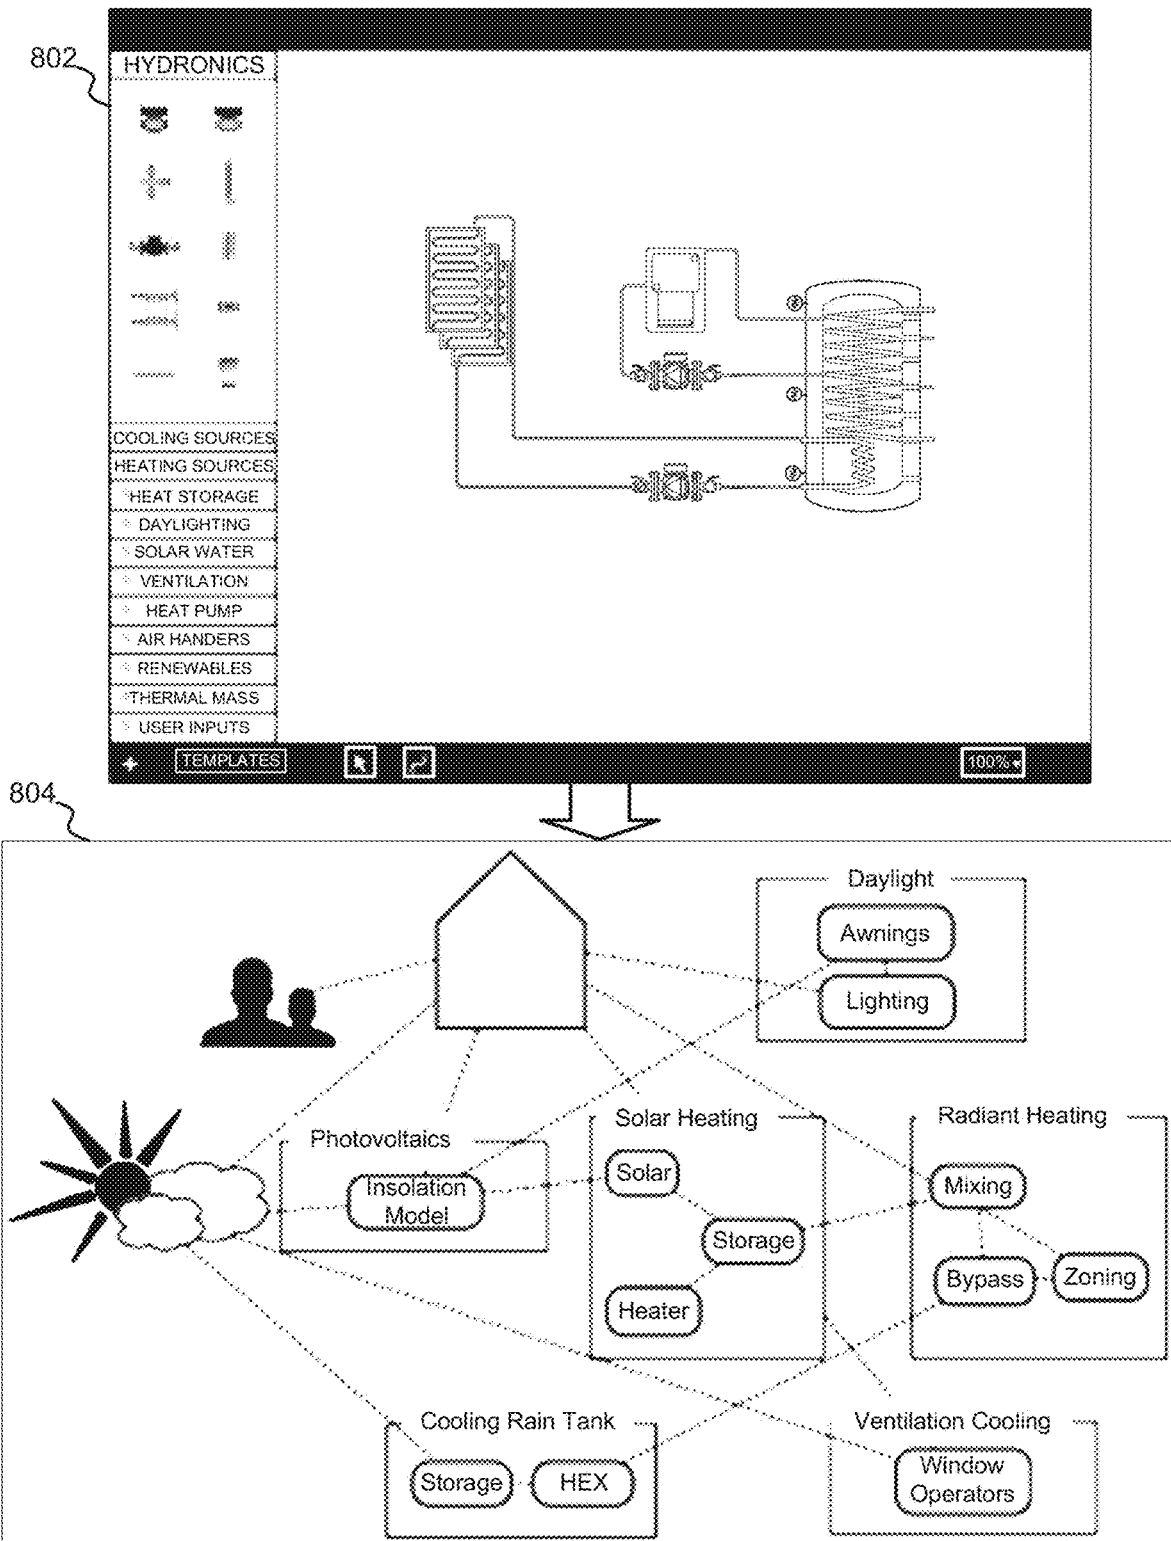 802
HYDRONICS
COOLING SOURCES
HEATING SOURCES
HEAT STORAGE
DAYLIGHTING
SOLAR WATER
VENTILATION
HEAT PUMP
AIR HANDERS
RENEWABLES
THERMAL MASS
USER INPUTS
TEMPLATES
100%
804
Daylight
Awnings
Lighting
Photovoltaics
Insolation
Model
Solar Heating
Solar
Storage
Heater
Radiant Heating
Mixing
Bypass
Zoning
Cooling Rain Tank
Storage
HEX
Ventilation Cooling
Window
Operators